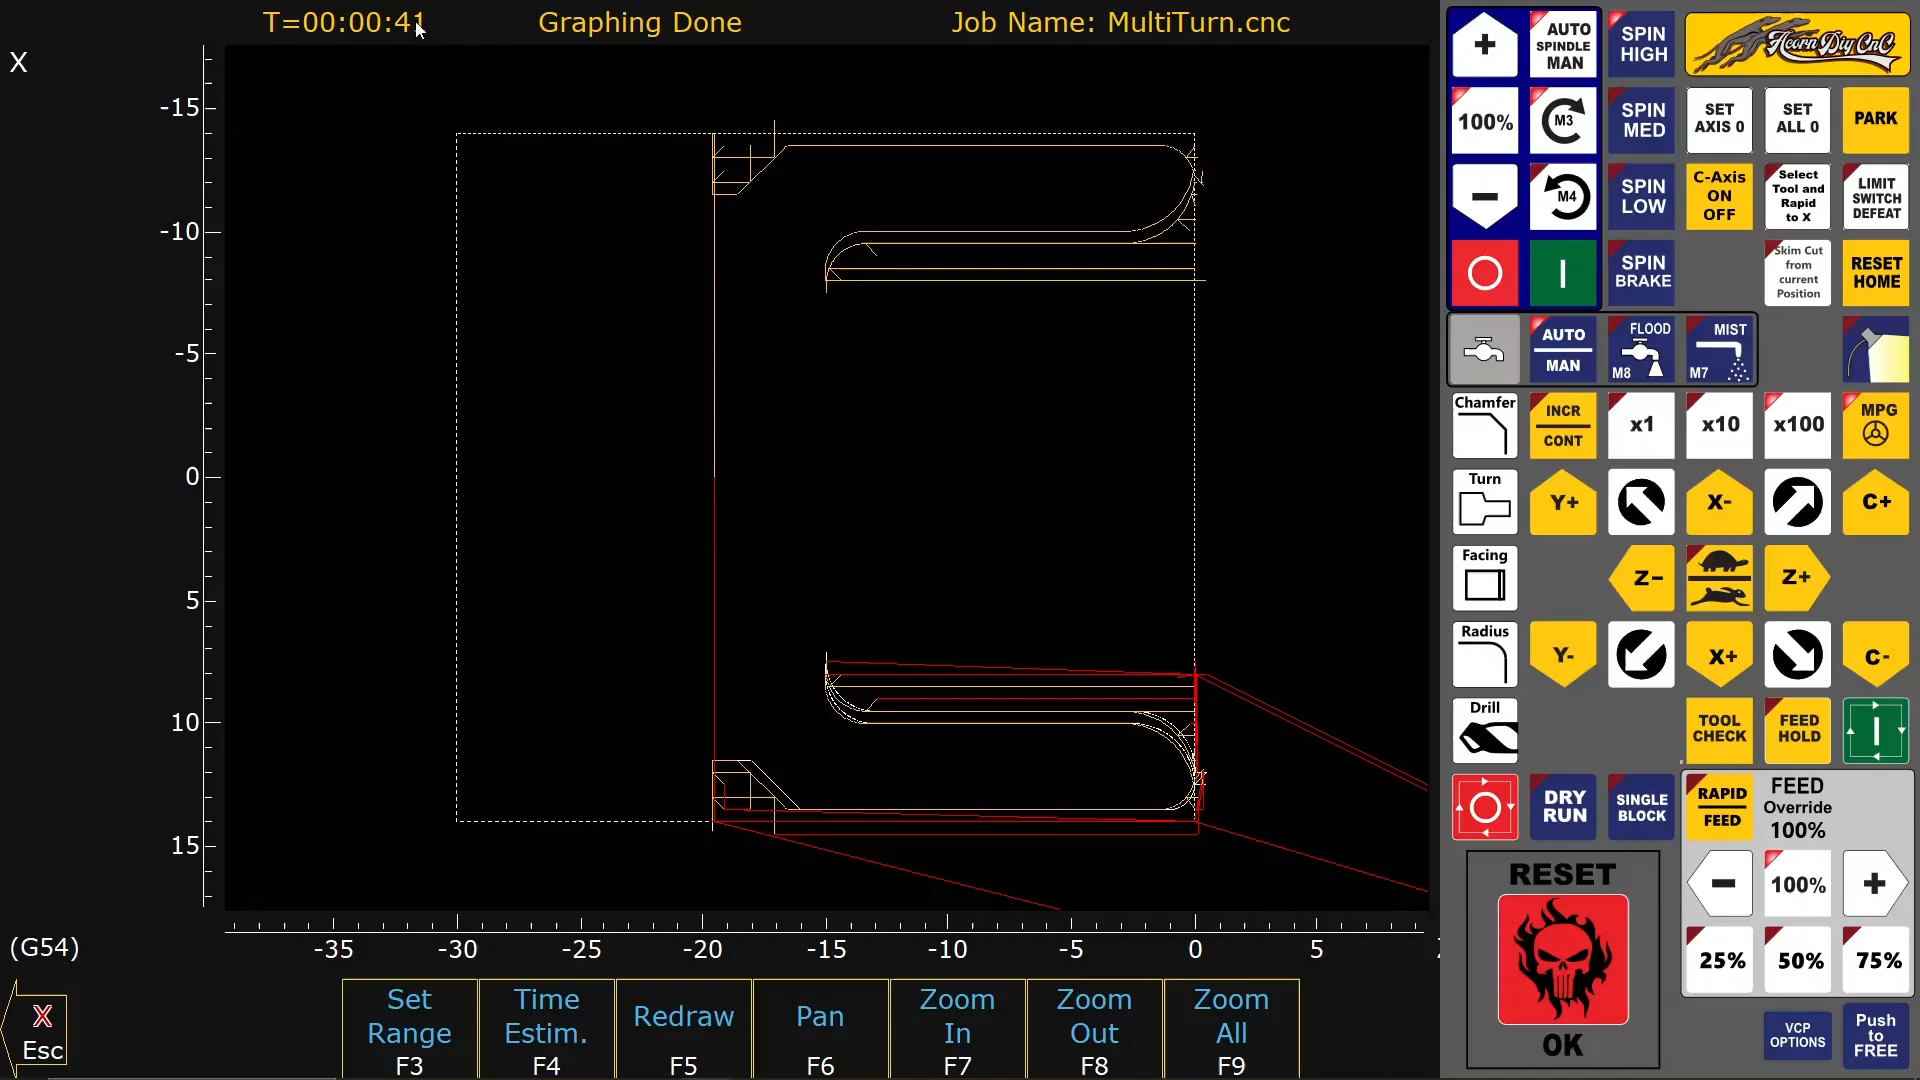 T=00:00:41 Graphing Done Job Name: MultiTurn.cnc
X
-15
-10
-5
0
5
10
15
-35 -30 -25 -20 -15 -10 -5 0 5
(G54)
X
Esc
Set Range F3
Time Estim. F4
Redraw F5
Pan F6
Zoom In F7
Zoom Out F8
Zoom All F9
+
AUTO
SPINDLE
MAN
SPIN
HIGH
Acorn Diy CnC
100%
M3
SPIN
MED
SET
AXIS 0
SET
ALL 0
PARK
−
M4
SPIN
LOW
C-Axis
ON
OFF
Select
Tool and
Rapid
to X
LIMIT
SWITCH
DEFEAT
SPIN
BRAKE
Skim Cut
from
current
Position
RESET
HOME
AUTO
MAN
FLOOD
M8
MIST
M7
Chamfer
INCR
CONT
x1
x10
x100
MPG
Turn
Y+
X-
C+
Facing
Z−
Z+
Radius
Y-
X+
C-
Drill
TOOL
CHECK
FEED
HOLD
DRY
RUN
SINGLE
BLOCK
RAPID
FEED
FEED
Override
100%
RESET
OK
−
100%
+
25%
50%
75%
VCP
OPTIONS
Push
to
FREE